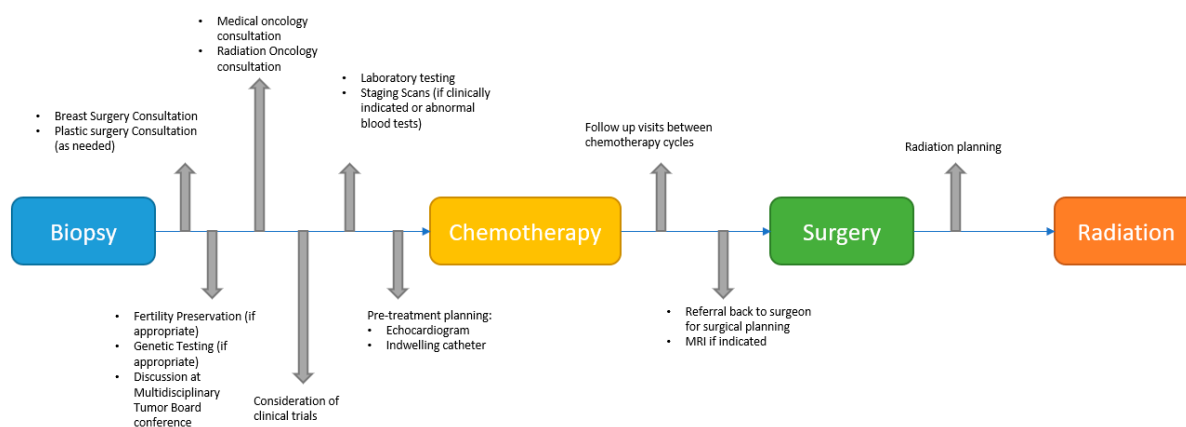 • Medical oncology
consultation
• Radiation Oncology
consultation
• Laboratory testing
• Staging Scans (if clinically
indicated or abnormal
blood tests)
• Breast Surgery Consultation
• Plastic surgery Consultation
(as needed)
Follow up visits between
chemotherapy cycles
Radiation planning
Biopsy
Chemotherapy
Surgery
Radiation
• Fertility Preservation (if
appropriate)
• Genetic Testing (if
appropriate)
• Discussion at
Multidisciplinary
Tumor Board
conference
Consideration of
clinical trials
Pre-treatment planning:
• Echocardiogram
• Indwelling catheter
• Referral back to surgeon
for surgical planning
• MRI if indicated